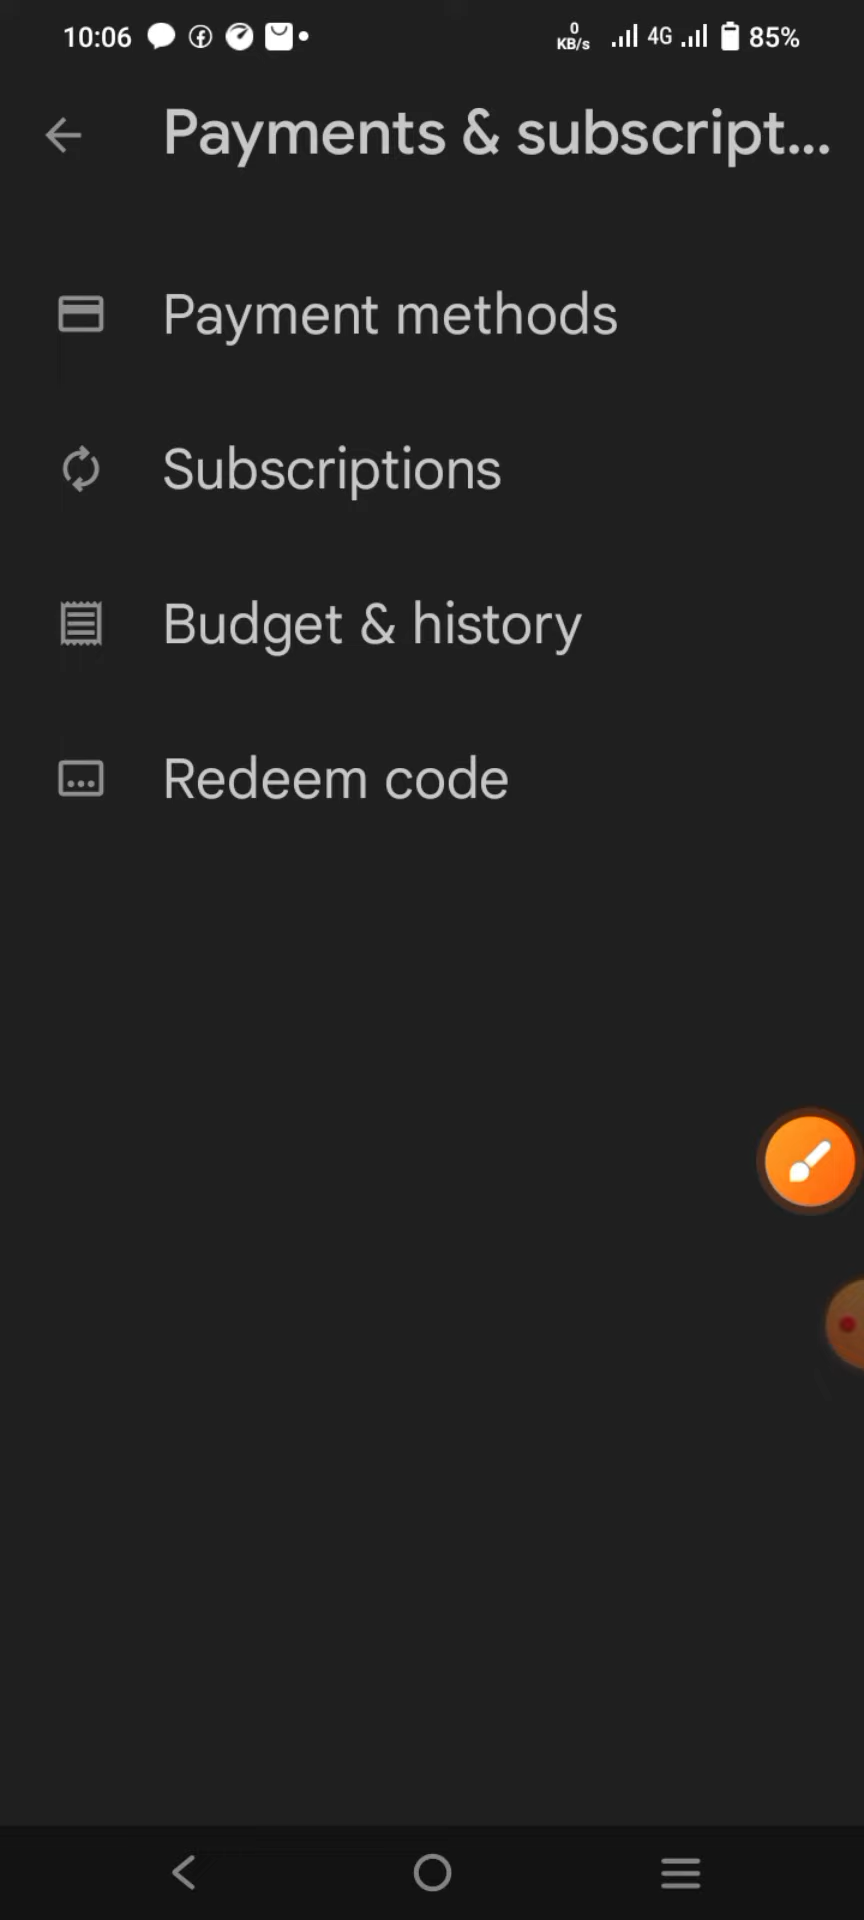 10:06 0 KB/s 4G 85%
Payments & subscript...
Payment methods
Subscriptions
Budget & history
Redeem code